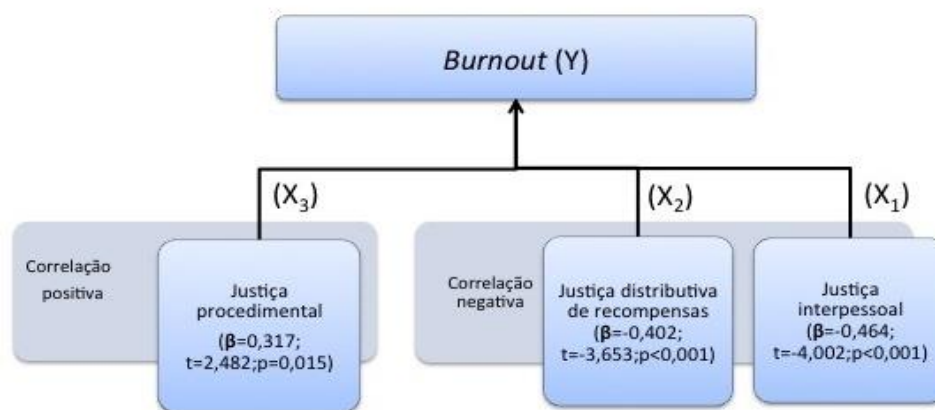 Burnout (Y)
(X₃)
(X₂)
(X₁)
Correlação
positiva
Justiça
procedimental
(β=0,317;
t=2,482;p=0,015)
Correlação
negativa
Justiça distributiva
de recompensas
(β=-0,402;
t=-3,653;p<0,001)
Justiça
interpessoal
(β=-0,464;
t=-4,002;p<0,001)